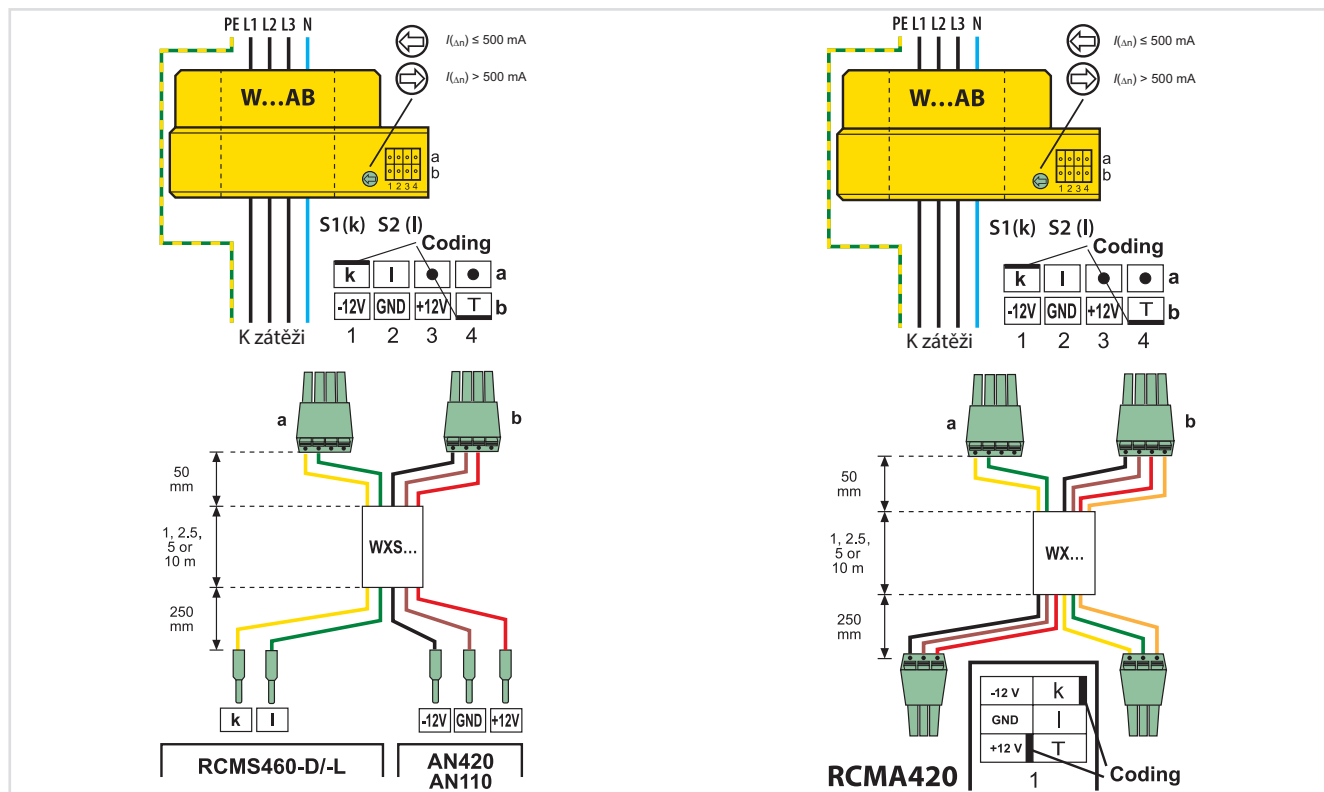 PE L1 L2 L3 N
I(Δn) ≤ 500 mA
I(Δn) > 500 mA
W...AB
a
b
1 2 3 4
S1(k) S2 (l)
Coding
k l a
-12V GND +12V T b
1 2 3 4
K zátěži
a
b
50 mm
1, 2.5,
5 or
10 m
WXS...
250 mm
k l -12V GND +12V
RCMS460-D/-L
AN420
AN110
PE L1 L2 L3 N
I(Δn) ≤ 500 mA
I(Δn) > 500 mA
W...AB
a
b
1 2 3 4
S1(k) S2 (l)
Coding
k l a
-12V GND +12V T b
1 2 3 4
K zátěži
a
b
50 mm
1, 2.5,
5 or
10 m
WX...
250 mm
-12 V k
GND l
+12 V T
1
RCMA420
Coding